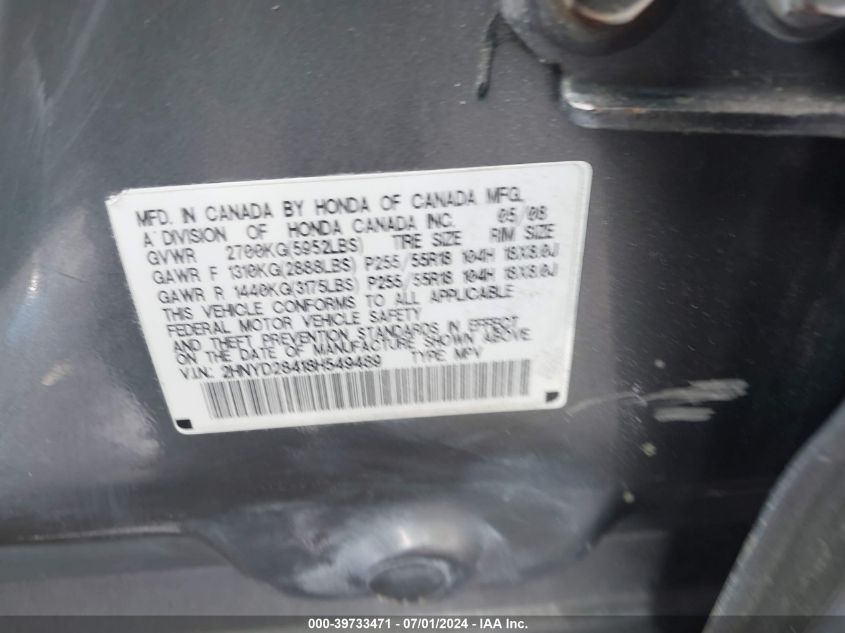 MFD. IN CANADA BY HONDA OF CANADA MFG.
A DIVISION OF HONDA CANADA INC. 05/08
GVWR 2700KG(5952LBS) TIRE SIZE RIM SIZE
GAWR F 1310KG(2888LBS) P255/55R18 104H 18X8.0J
GAWR R 1440KG(3175LBS) P255/55R18 104H 18X8.0J
THIS VEHICLE CONFORMS TO ALL APPLICABLE
FEDERAL MOTOR VEHICLE SAFETY
AND THEFT PREVENTION STANDARDS IN EFFECT
ON THE DATE OF MANUFACTURE SHOWN ABOVE.
V.I.N.: 2HNYD28418H549489 TYPE MPV
000-39733471 - 07/01/2024 - IAA Inc.